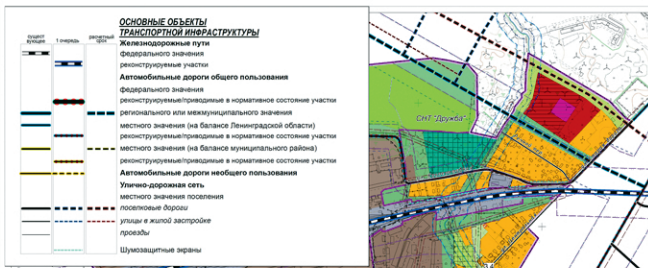 ОСНОВНЫЕ ОБЪЕКТЫ
ТРАНСПОРТНОЙ ИНФРАСТРУКТУРЫ
сущест вующее
1 очередь
расчетный срок
Железнодорожные пути
федерального значения
реконструируемые участки
Автомобильные дороги общего пользования
федерального значения
реконструируемые/приводимые в нормативное состояние участки
регионального или межмуниципального значения
местного значения (на балансе Ленинградской области)
реконструируемые/приводимые в нормативное состояние участки
местного значения (на балансе муниципального района)
реконструируемые/приводимые в нормативное состояние участки
Автомобильные дороги необщего пользования
Улично-дорожная сеть
местного значения поселения
поселковые дороги
улицы в жилой застройке
проезды
Шумозащитные экраны
СНТ "Дружба"